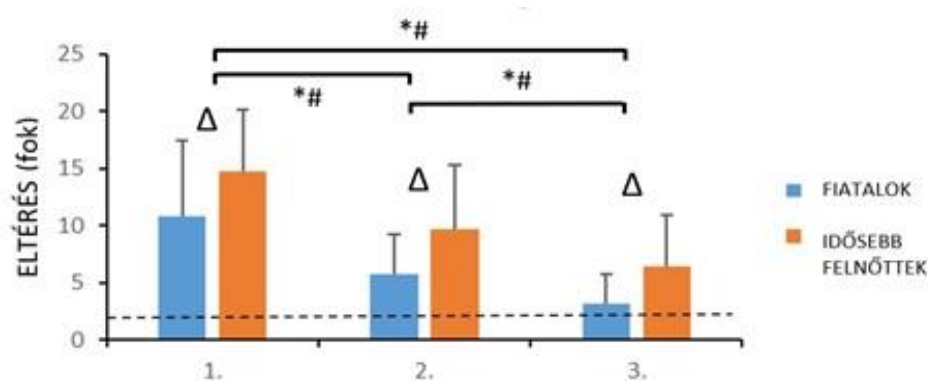 *#
25
*#
*#
20
Δ
15
Δ
Δ
10
5
0
ELTÉRÉS (fok)
1.
2.
3.
FIATALOK
IDŐSEBB
FELNŐTTEK